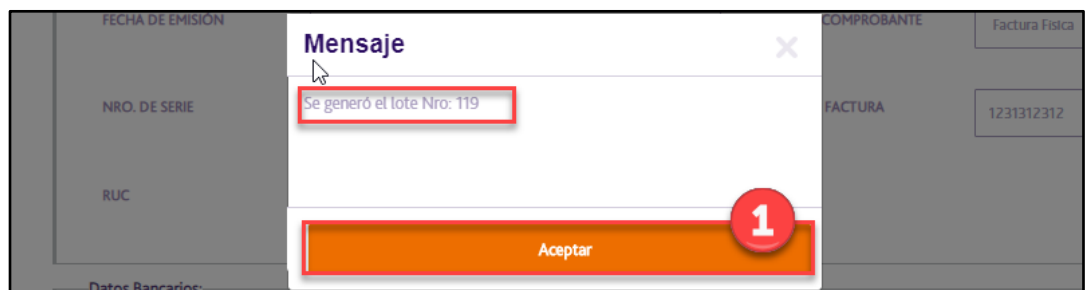 FECHA DE EMISIÓN
COMPROBANTE
Factura Física
Mensaje
Se generó el lote Nro: 119
NRO. DE SERIE
FACTURA
1231312312
RUC
1
Aceptar
Datos Bancarios: